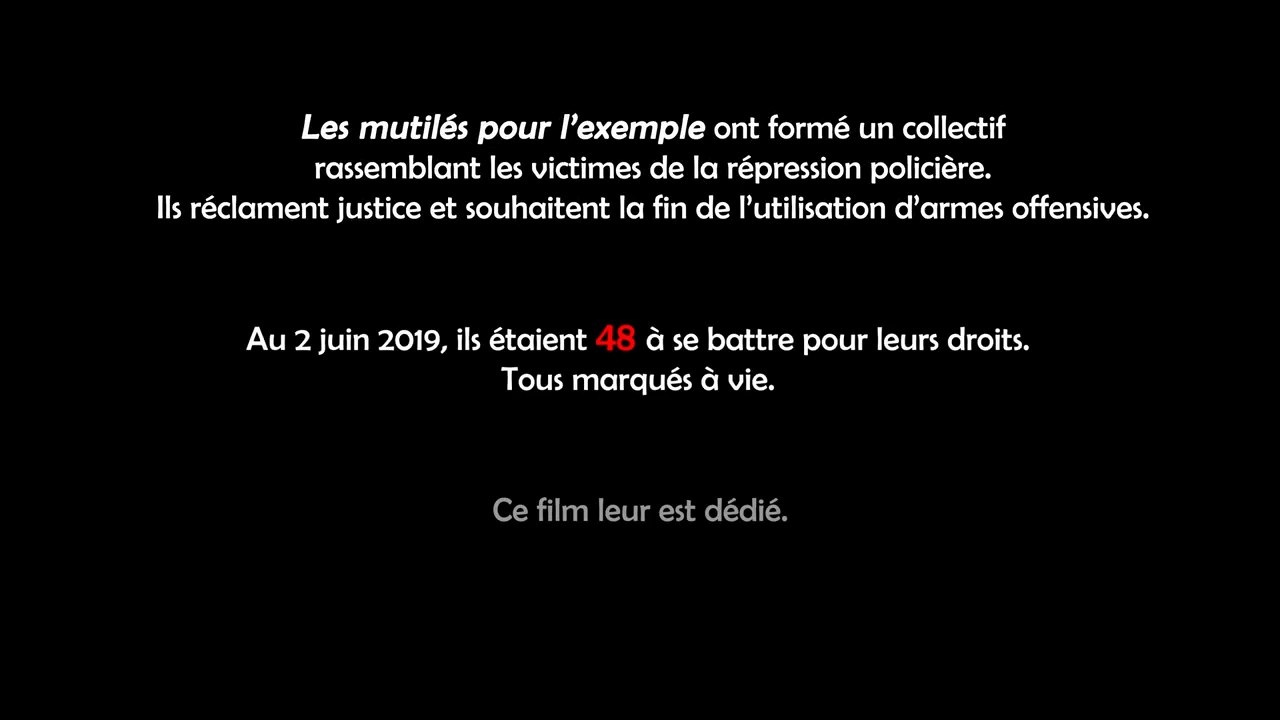 Les mutilés pour l'exemple ont formé un collectif
rassemblant les victimes de la répression policière.
Ils réclament justice et souhaitent la fin de l'utilisation d'armes offensives.
Au 2 juin 2019, ils étaient 48 à se battre pour leurs droits.
Tous marqués à vie.
Ce film leur est dédié.